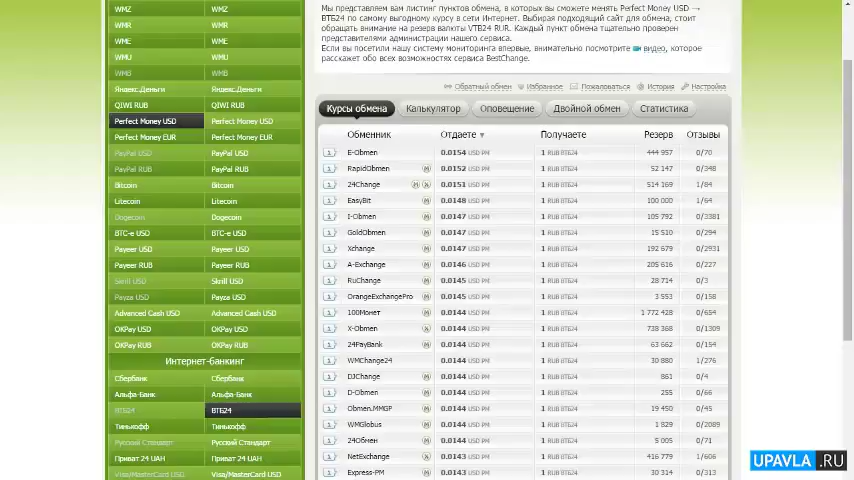 Мы представляем вам листинг пунктов обмена, в которых вы сможете менять Perfect Money USD →
ВТБ24 по самому выгодному курсу в сети Интернет. Выбирая подходящий сайт для обмена, стоит
обращать внимание на резерв валюты VTB24 RUR. Каждый пункт обмена тщательно проверен
представителями администрации нашего сервиса.
Если вы посетили нашу систему мониторинга впервые, внимательно посмотрите видео, которое
расскажет обо всех возможностях сервиса BestChange.
Обратный обмен Избранное Пожаловаться История Настройка
Курсы обмена Калькулятор Оповещение Двойной обмен Статистика
Обменник Отдаете ▼ Получаете Резерв Отзывы
E-Obmen 0.0154 USD PM 1 RUB ВТБ24 444 957 0/70
RapidObmen M 0.0152 USD PM 1 RUB ВТБ24 52 147 0/348
24Change M 0.0151 USD PM 1 RUB ВТБ24 514 169 1/84
EasyBit M 0.0148 USD PM 1 RUB ВТБ24 100 000 1/64
I-Obmen M 0.0147 USD PM 1 RUB ВТБ24 105 792 0/3381
GoldObmen M 0.0147 USD PM 1 RUB ВТБ24 15 510 0/294
Xchange M 0.0147 USD PM 1 RUB ВТБ24 192 679 0/2931
A-Exchange M 0.0146 USD PM 1 RUB ВТБ24 205 616 0/227
RuChange M 0.0145 USD PM 1 RUB ВТБ24 28 714 0/3
OrangeExchangePro M 0.0145 USD PM 1 RUB ВТБ24 3 553 0/158
100Монет M 0.0144 USD PM 1 RUB ВТБ24 1 772 428 0/654
X-Obmen 0.0144 USD PM 1 RUB ВТБ24 738 368 0/1309
24PayBank M 0.0144 USD PM 1 RUB ВТБ24 63 662 0/154
WMChange24 0.0144 USD PM 1 RUB ВТБ24 30 880 1/276
DJChange M 0.0144 USD PM 1 RUB ВТБ24 251 0/4
D-Obmen M 0.0144 USD PM 1 RUB ВТБ24 255 0/66
Obmen.MMGP M 0.0144 USD PM 1 RUB ВТБ24 19 450 0/45
WMGlobus M 0.0144 USD PM 1 RUB ВТБ24 1 829 0/2089
24Обмен M 0.0144 USD PM 1 RUB ВТБ24 5 005 0/71
NetExchange M 0.0143 USD PM 1 RUB ВТБ24 416 779 1/606
Express-PM M 0.0143 USD PM 1 RUB ВТБ24 30 314 0/313
WMZ WMZ
WMR WMR
WME WME
WMU WMU
WMB WMB
Яндекс.Деньги Яндекс.Деньги
QIWI RUB QIWI RUB
Perfect Money USD Perfect Money USD
Perfect Money EUR Perfect Money EUR
PayPal USD PayPal USD
PayPal RUB PayPal RUB
Bitcoin Bitcoin
Litecoin Litecoin
Dogecoin Dogecoin
BTC-e USD BTC-e USD
Payeer USD Payeer USD
Payeer RUB Payeer RUB
Skrill USD Skrill USD
Payza USD Payza USD
Advanced Cash USD Advanced Cash USD
OKPay USD OKPay USD
OKPay RUB OKPay RUB
Интернет-банкинг
Сбербанк Сбербанк
Альфа-Банк Альфа-Банк
ВТБ24 ВТБ24
Тинькофф Тинькофф
Русский Стандарт Русский Стандарт
Приват 24 UAH Приват 24 UAH
Visa/MasterCard USD Visa/MasterCard USD
UPAVLA .RU